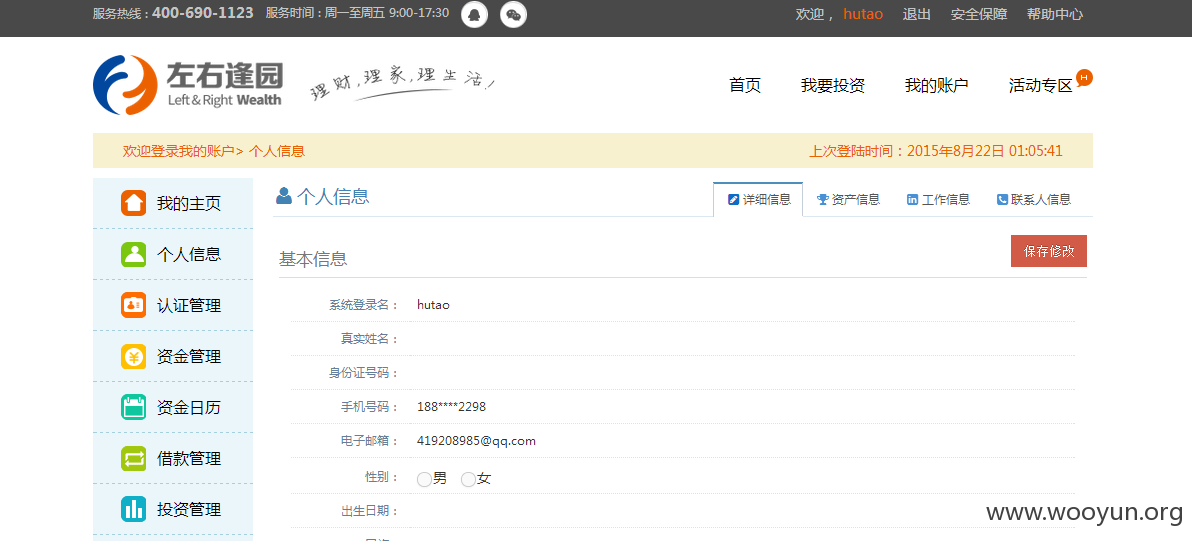 服务热线：400-690-1123 服务时间：周一至周五 9:00-17:30 欢迎， hutao 退出 安全保障 帮助中心
左右逢园 理财,理家,理生活!
Left & Right Wealth
首页 我要投资 我的账户 活动专区 H
欢迎登录我的账户> 个人信息 上次登陆时间：2015年8月22日 01:05:41
我的主页
个人信息
认证管理
资金管理
资金日历
借款管理
投资管理
个人信息 详细信息 资产信息 工作信息 联系人信息
基本信息 保存修改
系统登录名： hutao
真实姓名：
身份证号码：
手机号码： 188****2298
电子邮箱： 419208985@qq.com
性别： 男 女
出生日期：
www.wooyun.org